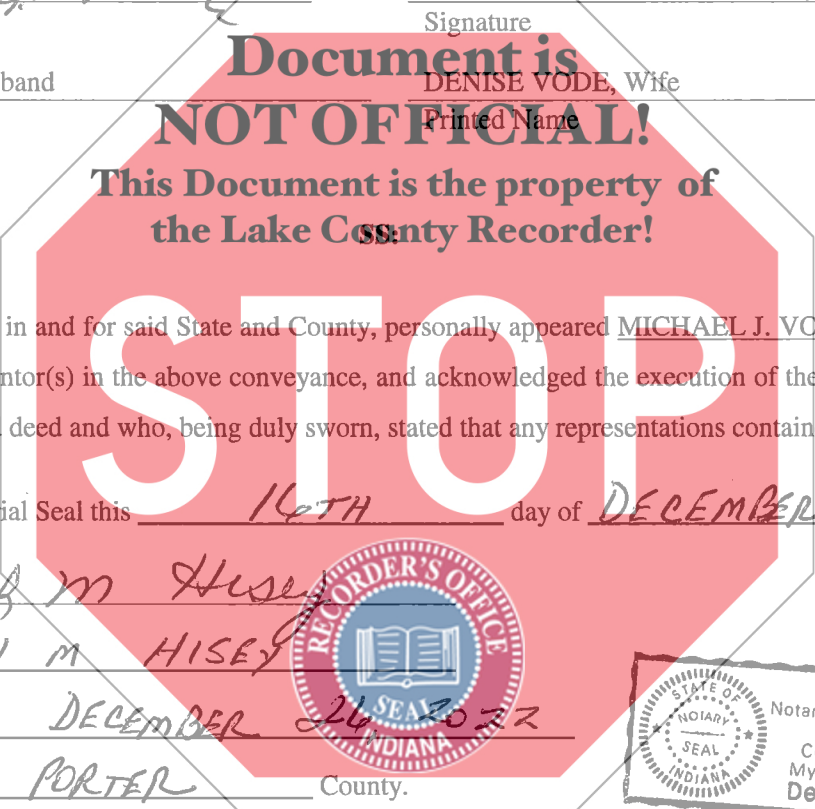 Signature
Document is
band DENISE VODE, Wife
NOT OFFICIAL!
Printed Name
This Document is the property of
the Lake County Recorder!
SS:
in and for said State and County, personally appeared MICHAEL J. VO
ntor(s) in the above conveyance, and acknowledged the execution of the
deed and who, being duly sworn, stated that any representations contain
STOP
ial Seal this 16TH day of DECEMBER
M Hisey
M HISEY
RECORDER'S OFFICE
SEAL
INDIANA
DECEMBER 26 2022
PORTER County.
STATE OF
NOTARY
SEAL
INDIANA
Notar
C
My
De